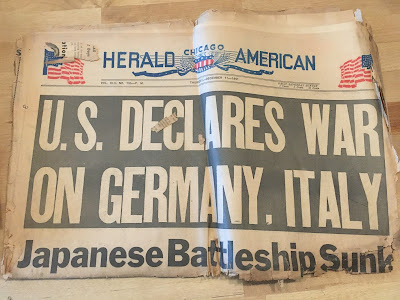 HERALD CHICAGO AMERICAN
U.S. DECLARES WAR
ON GERMANY, ITALY
Japanese Battleship Sunk